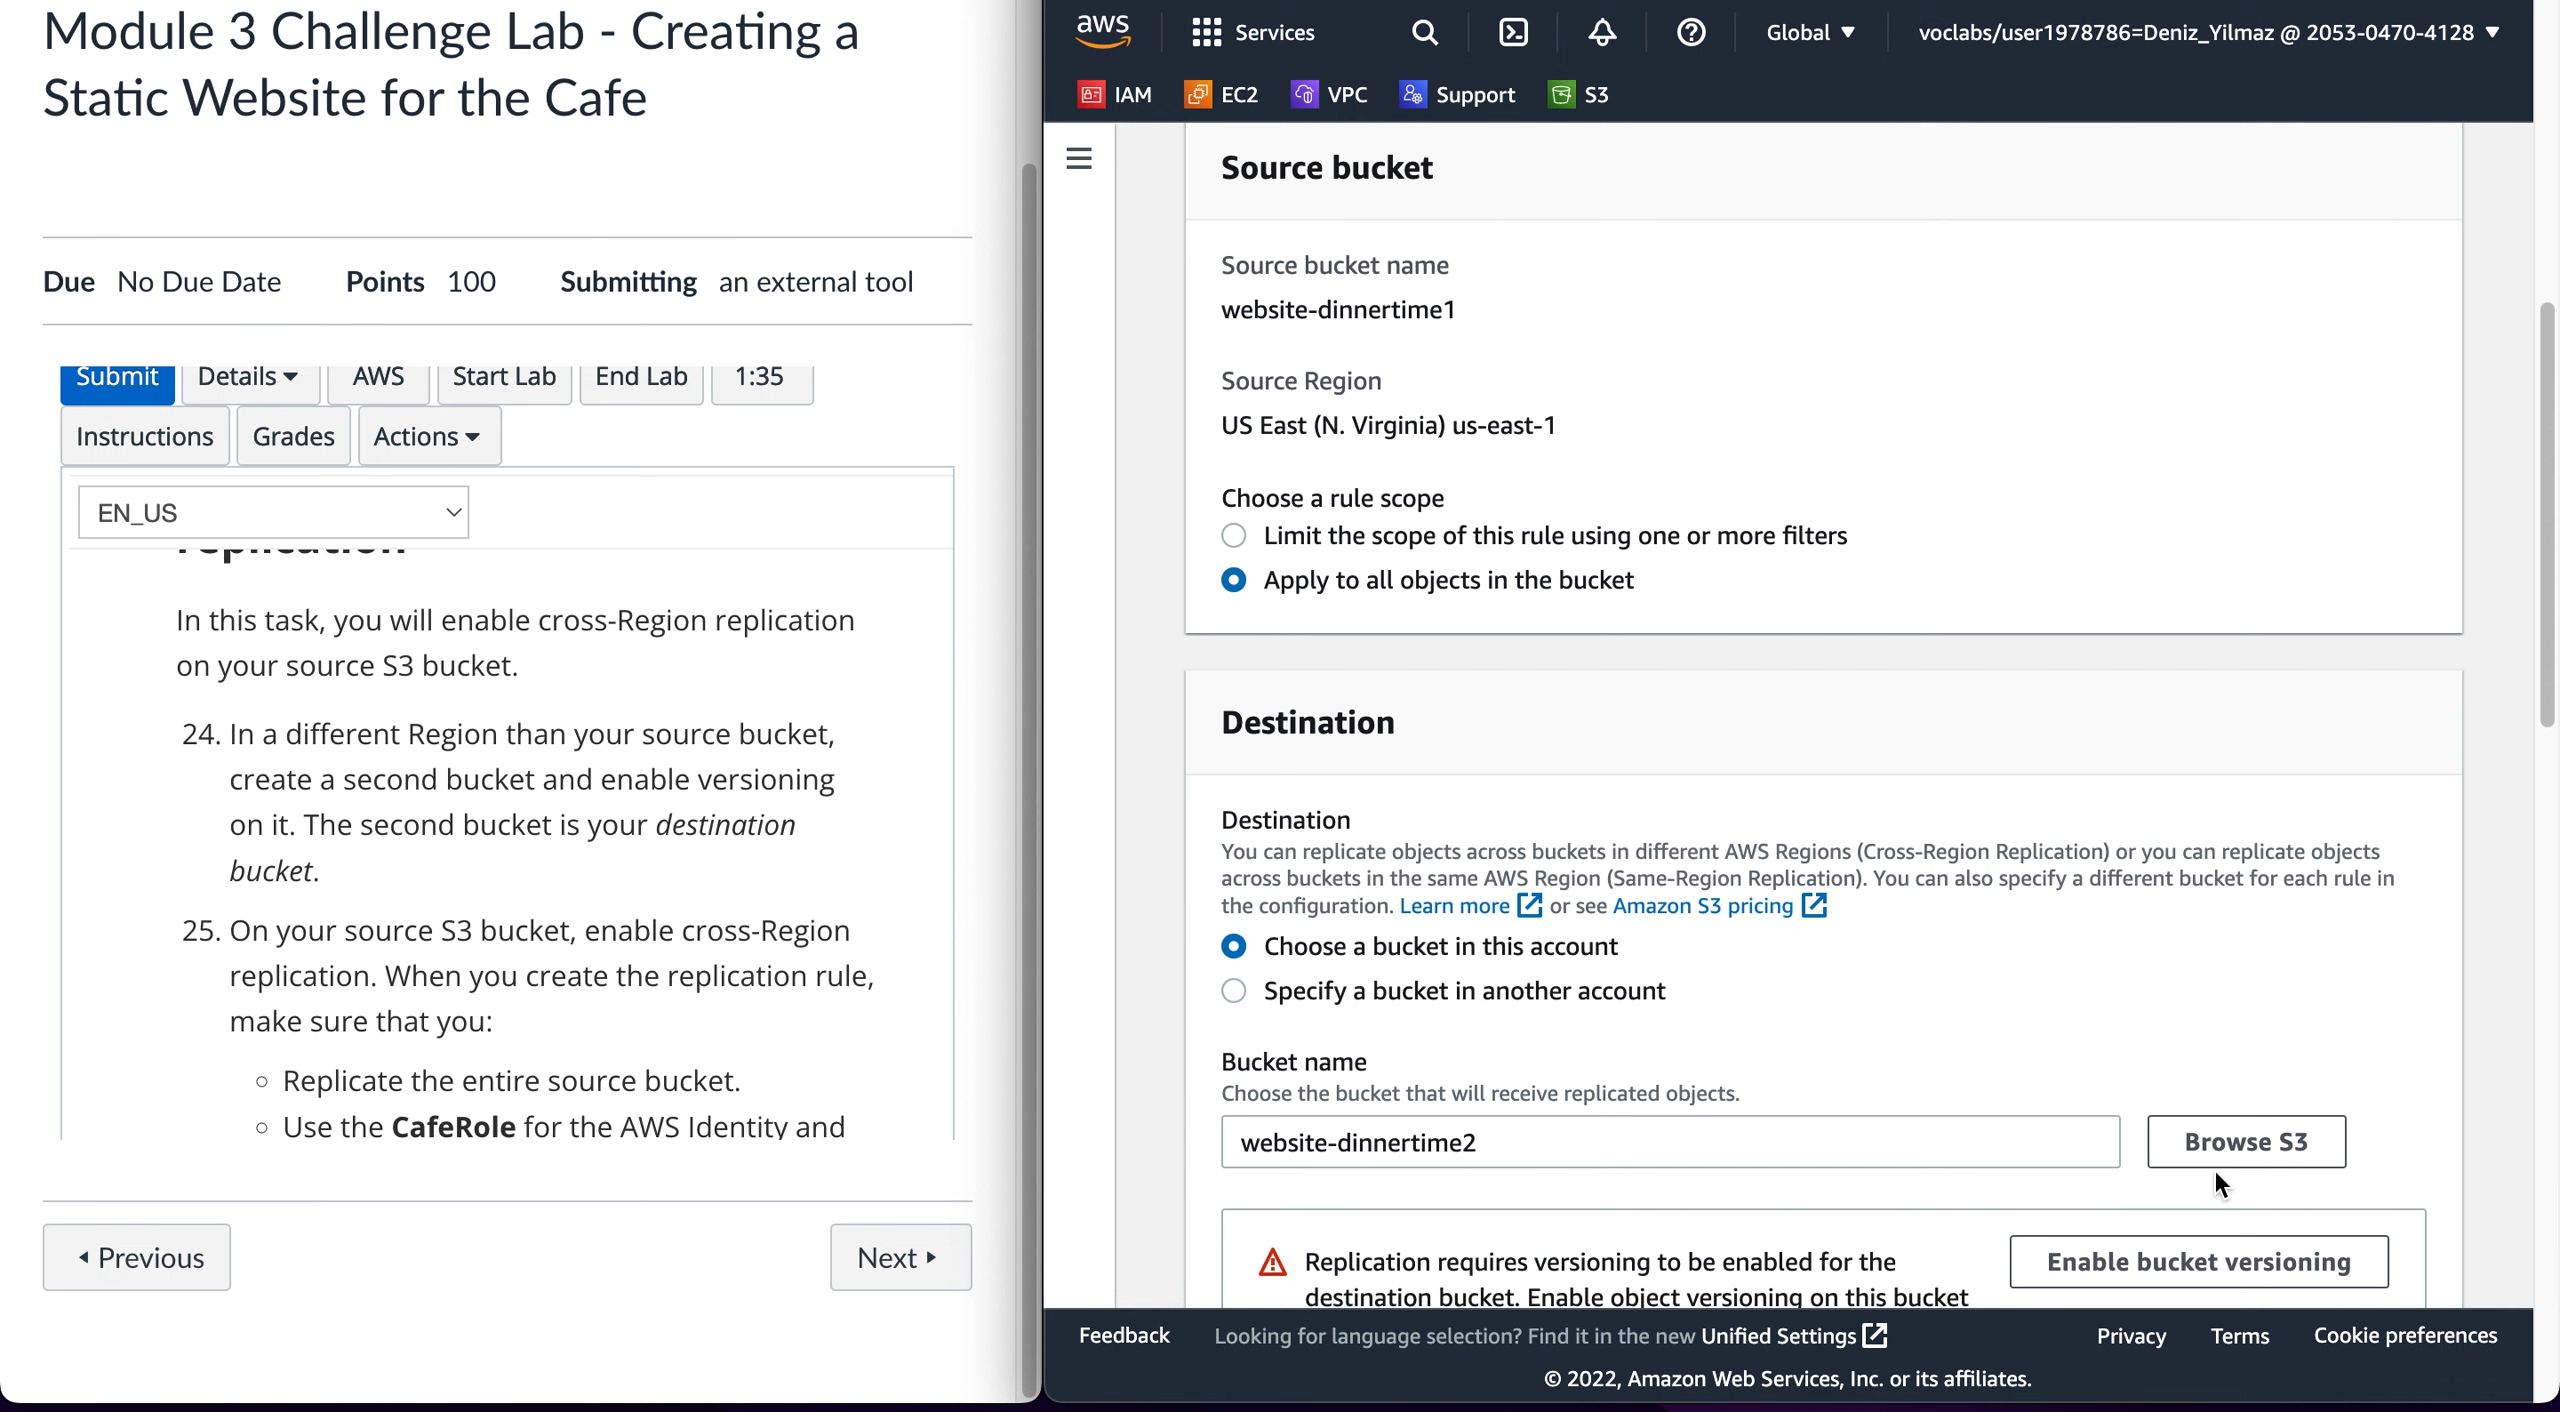 Module 3 Challenge Lab - Creating a
Static Website for the Cafe
Due No Due Date Points 100 Submitting an external tool
Submit Details AWS Start Lab End Lab 1:35
Instructions Grades Actions
EN_US
replication
In this task, you will enable cross-Region replication
on your source S3 bucket.
24. In a different Region than your source bucket,
create a second bucket and enable versioning
on it. The second bucket is your destination
bucket.
25. On your source S3 bucket, enable cross-Region
replication. When you create the replication rule,
make sure that you:
Replicate the entire source bucket.
Use the CafeRole for the AWS Identity and
Previous
Next
aws Services Global voclabs/user1978786=Deniz_Yilmaz @ 2053-0470-4128
IAM EC2 VPC Support S3
Source bucket
Source bucket name
website-dinnertime1
Source Region
US East (N. Virginia) us-east-1
Choose a rule scope
Limit the scope of this rule using one or more filters
Apply to all objects in the bucket
Destination
Destination
You can replicate objects across buckets in different AWS Regions (Cross-Region Replication) or you can replicate objects
across buckets in the same AWS Region (Same-Region Replication). You can also specify a different bucket for each rule in
the configuration. Learn more or see Amazon S3 pricing
Choose a bucket in this account
Specify a bucket in another account
Bucket name
Choose the bucket that will receive replicated objects.
website-dinnertime2
Browse S3
Replication requires versioning to be enabled for the
destination bucket. Enable object versioning on this bucket
Enable bucket versioning
Feedback Looking for language selection? Find it in the new Unified Settings Privacy Terms Cookie preferences
© 2022, Amazon Web Services, Inc. or its affiliates.